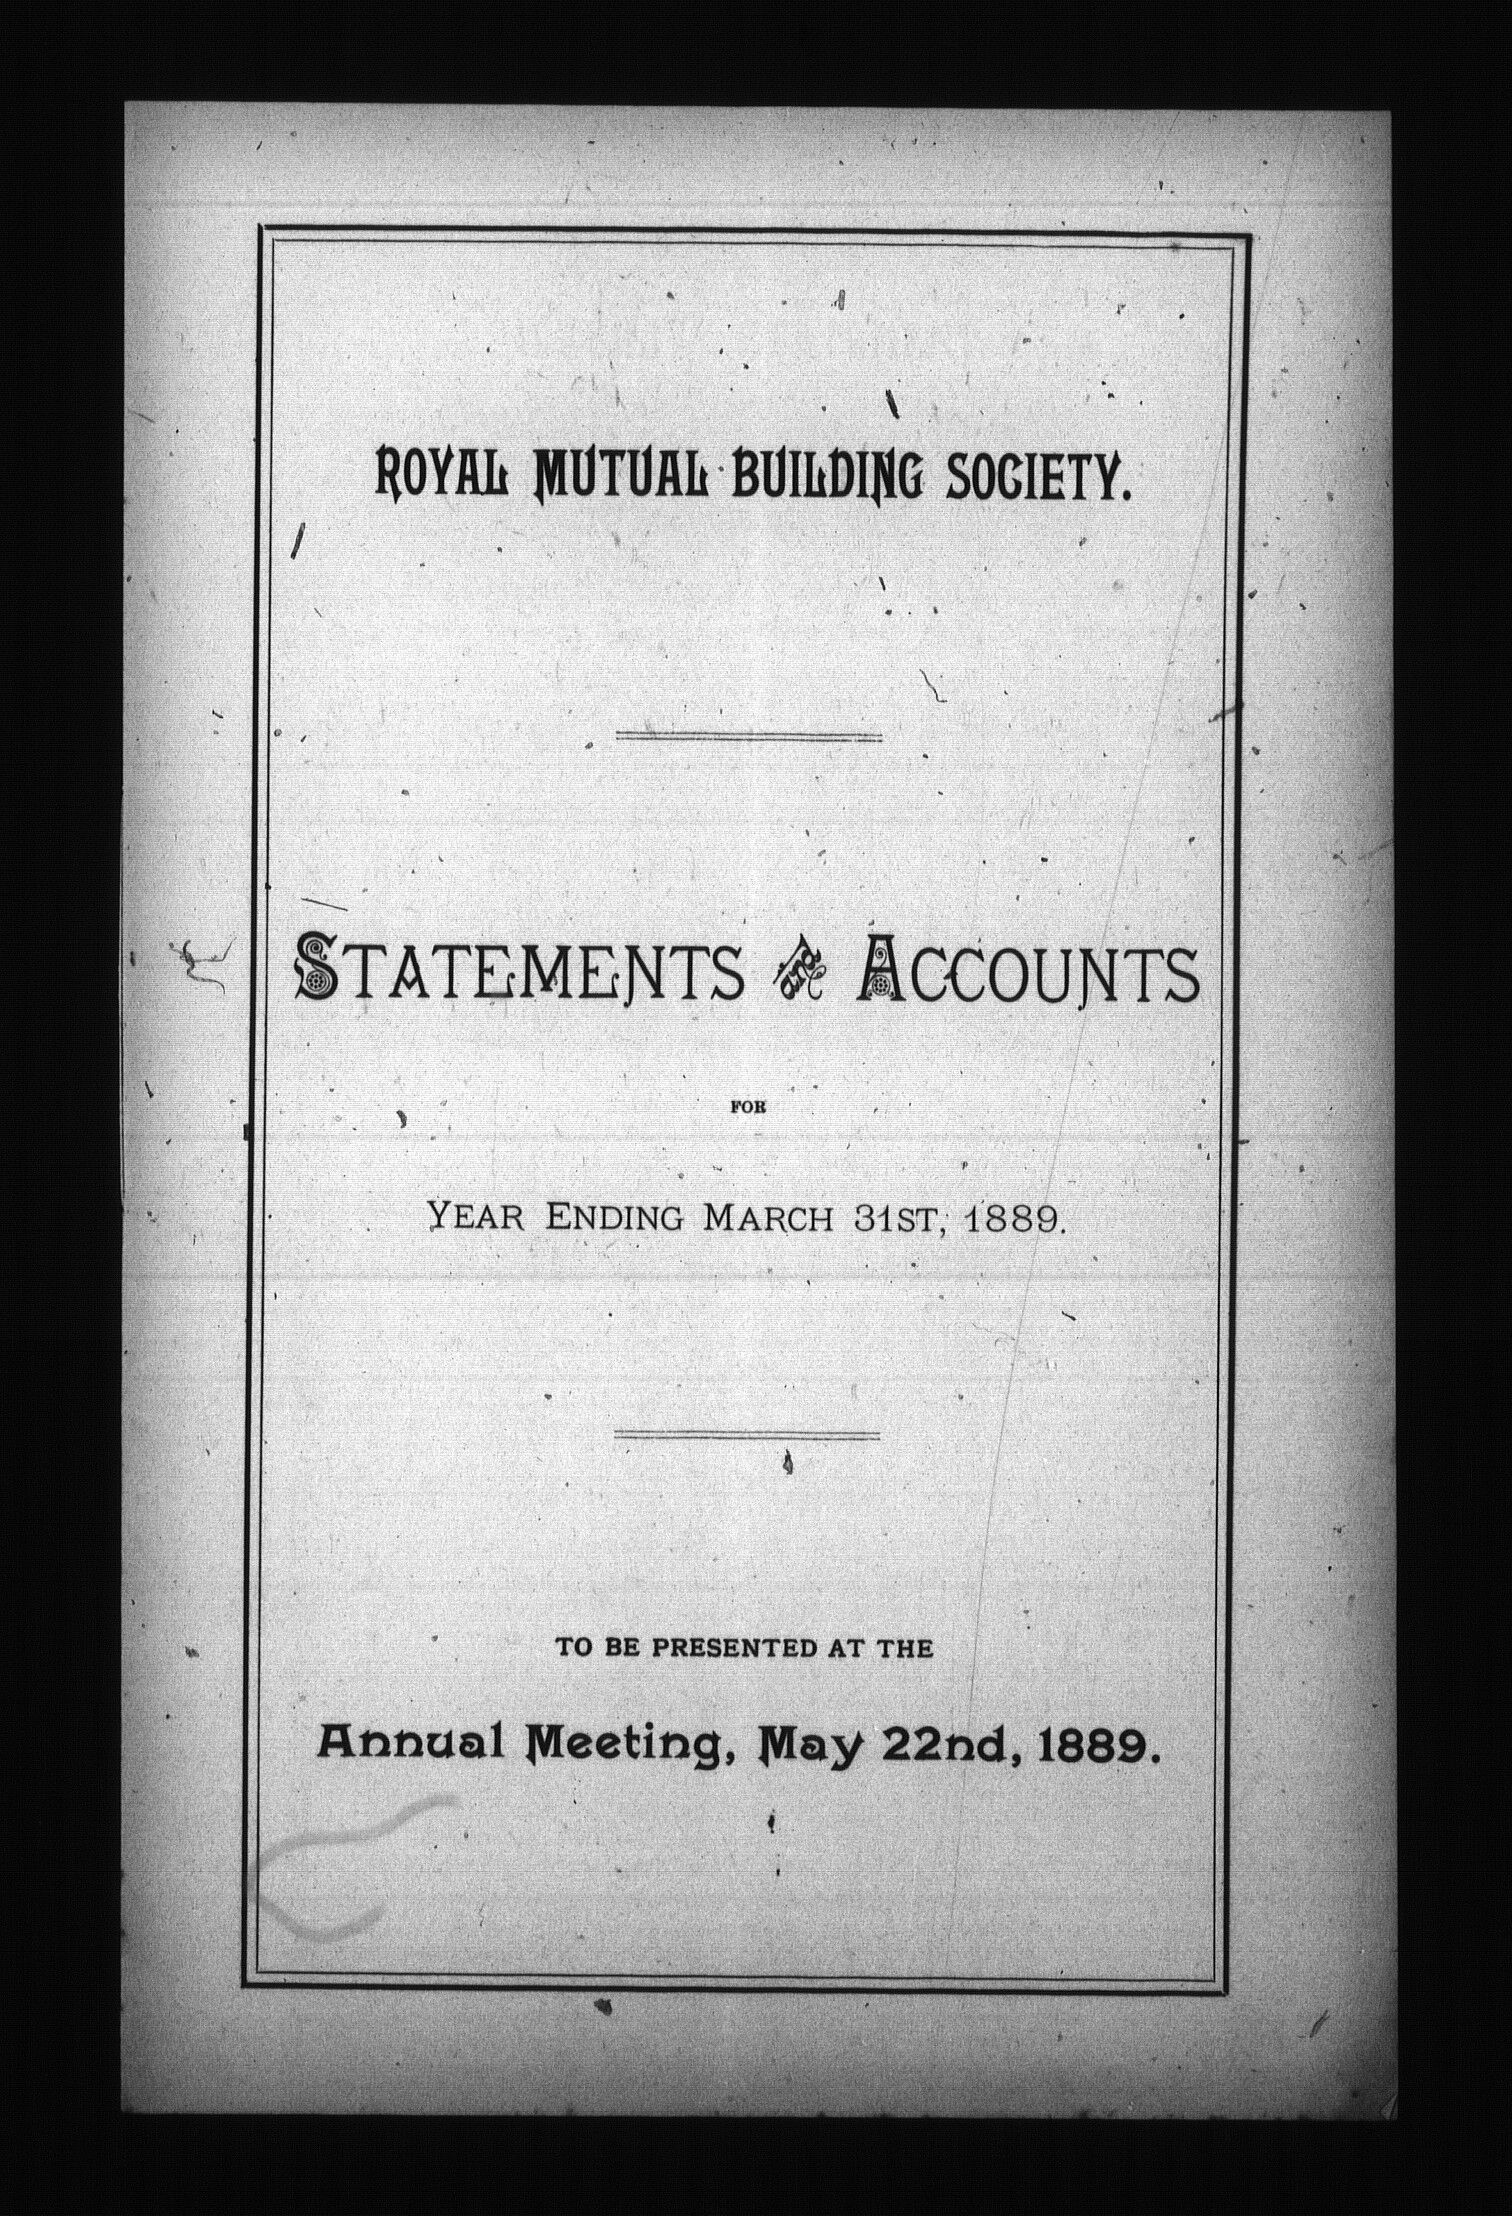 ROYAL MUTUAL BUILDING SOCIETY.
STATEMENTS and ACCOUNTS
FOR
YEAR ENDING MARCH 31ST, 1889.
TO BE PRESENTED AT THE
Annual Meeting, May 22nd, 1889.